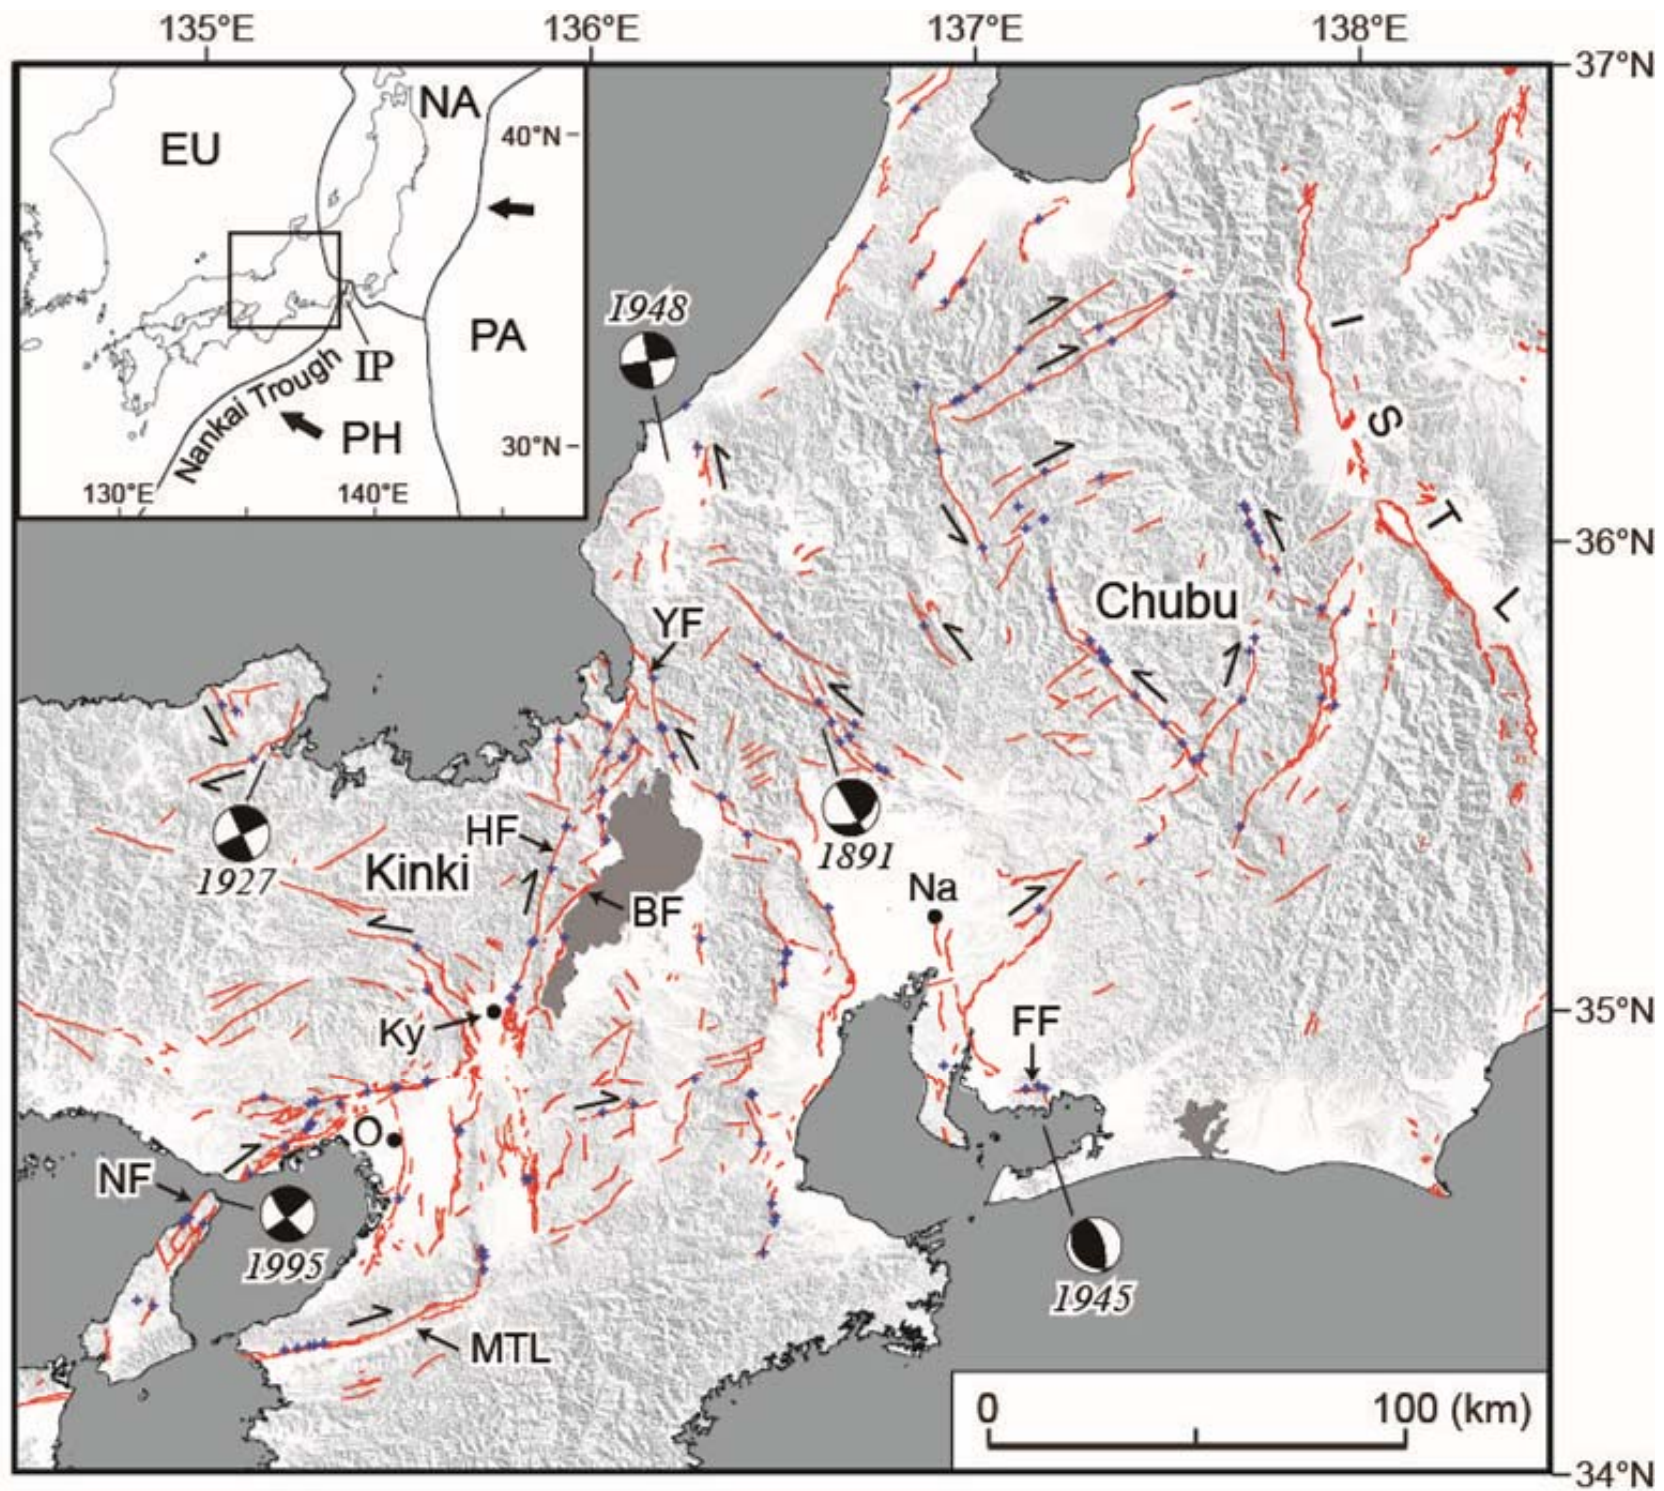 135°E 136°E 137°E 138°E
37°N
NA
40°N
EU
PA
IP
Nankai Trough
PH
30°N
130°E 140°E
1948
I
S
T
L
36°N
Chubu
YF
HF
1927
Kinki
1891
Na
BF
Ky
FF
35°N
O
NF
1995
1945
MTL
0 100 (km)
34°N